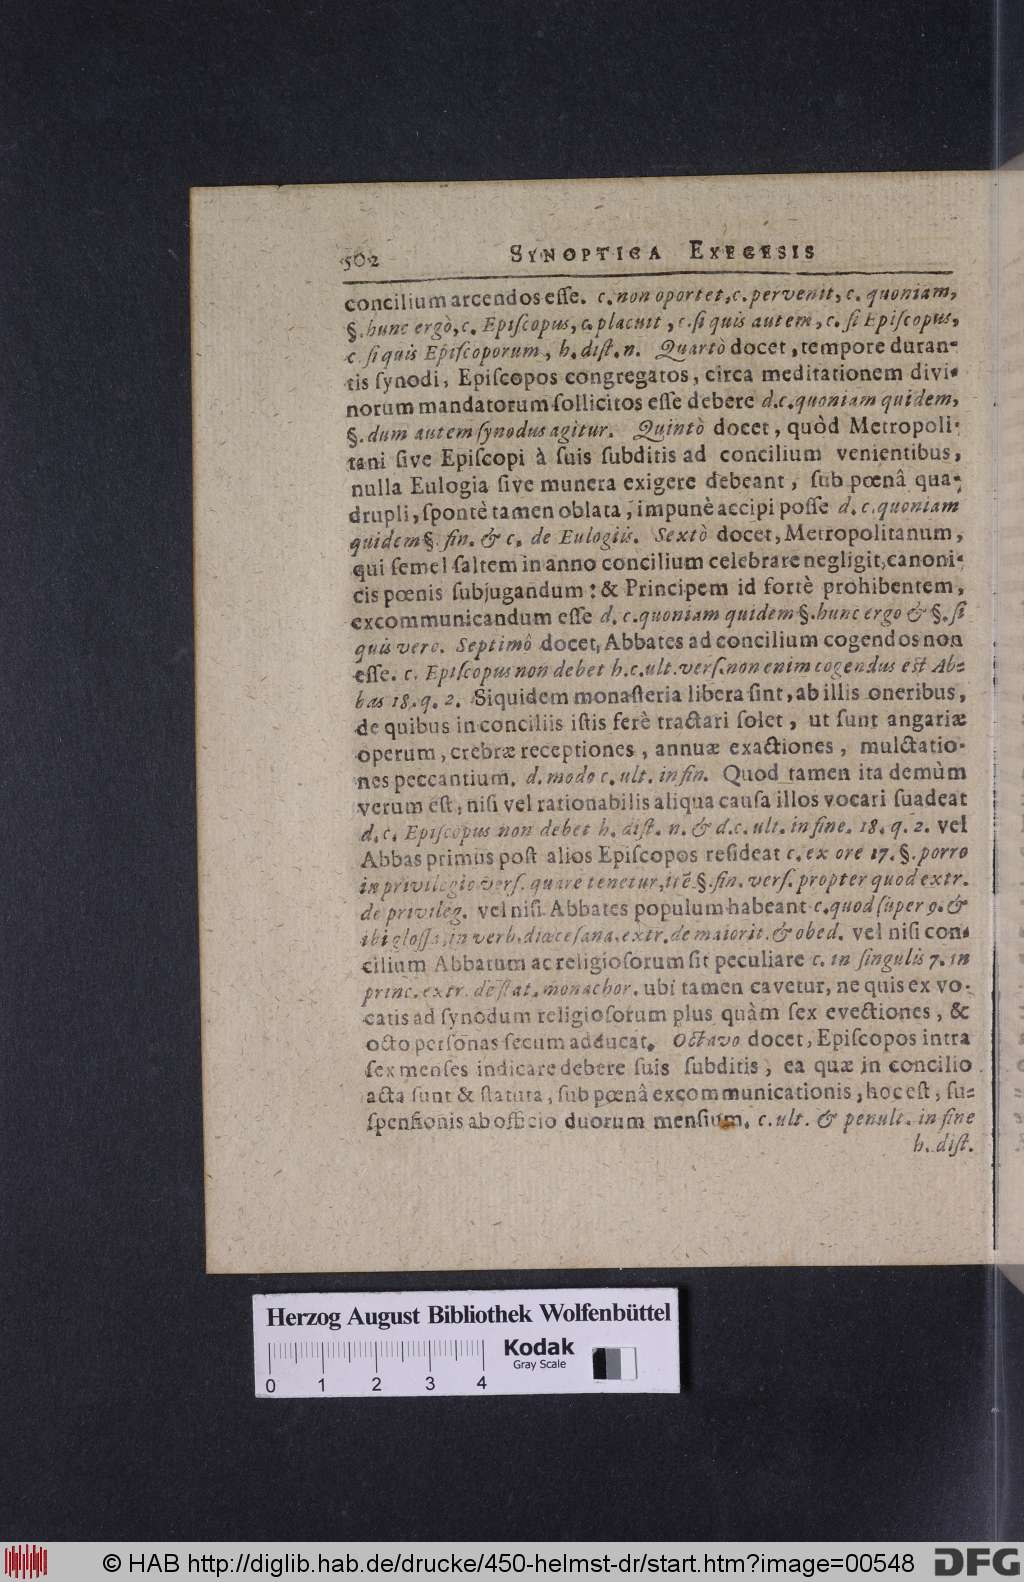 502 SYNOPTICA EXEGESIS
concilium arcendos eſſe. c. non oportet, c. pervenit, c. quoniam,
§. hunc ergò, c. Epiſcopus, c. placuit, c. ſi quis autem, c. ſi Epiſcopus,
c. ſi quis Epiſcoporum, h. diſt. n. Quartò docet, tempore duran-
tis ſynodi, Epiſcopos congregatos, circa meditationem divi-
norum mandatorum ſollicitos eſſe debere d. c. quoniam quidem,
§. dum autem ſynodus agitur. Quintò docet, quòd Metropoli-
tani ſive Epiſcopi à ſuis ſubditis ad concilium venientibus,
nulla Eulogia ſive munera exigere debeant, ſub pœnâ qua-
drupli, ſpontè tamen oblata, impunè accipi poſſe d. c. quoniam
quidem §. fin. & c. de Eulogiis. Sextò docet, Metropolitanum,
qui ſemel ſaltem in anno concilium celebrare negligit, canoni-
cis pœnis ſubjugandum: & Principem id fortè prohibentem,
excommunicandum eſſe d. c. quoniam quidem §. hunc ergo & §. ſi
quis vero. Septimò docet, Abbates ad concilium cogendos non
eſſe. c. Epiſcopus non debet h. c. ult. verſ. non enim cogendus est Ab-
bas 18. q. 2. Siquidem monaſteria libera ſint, ab illis oneribus,
de quibus in conciliis iſtis ferè tractari ſolet, ut ſunt angariæ
operum, crebræ receptiones, annuæ exactiones, mulctatio-
nes peccantium. d. modo c. ult. in fin. Quod tamen ita demùm
verum eſt, niſi vel rationabilis aliqua cauſa illos vocari ſuadeat
d. c. Epiſcopus non debet h. diſt. n. & d. c. ult. in fine. 18. q. 2. vel
Abbas primus poſt alios Epiſcopos reſideat c. ex ore 17. §. porro
in privilegio verſ. quare tenetur, itē §. fin. verſ. propter quod extr.
de privileg. vel niſi Abbates populum habeant c. quod ſuper 9. &
ibi gloſſa, in verb. diœceſana. extr. de maiorit. & obed. vel niſi con-
cilium Abbatum ac religioſorum ſit peculiare c. in ſingulis 7. in
princ. extr. de ſtat. monachor. ubi tamen cavetur, ne quis ex vo-
catis ad ſynodum religioſorum plus quàm ſex evectiones, &
octo perſonas ſecum adducat. Octavo docet, Epiſcopos intra
ſex menſes indicare debere ſuis ſubditis, ea quæ in concilio
acta ſunt & ſtatuta, ſub pœnâ excommunicationis, hoc eſt, ſu-
ſpenſionis ab officio duorum menſium. c. ult. & penult. in fine
h. diſt.
Herzog August Bibliothek Wolfenbüttel
Kodak
Gray Scale
0 1 2 3 4
© HAB http://diglib.hab.de/drucke/450-helmst-dr/start.htm?image=00548
DFG